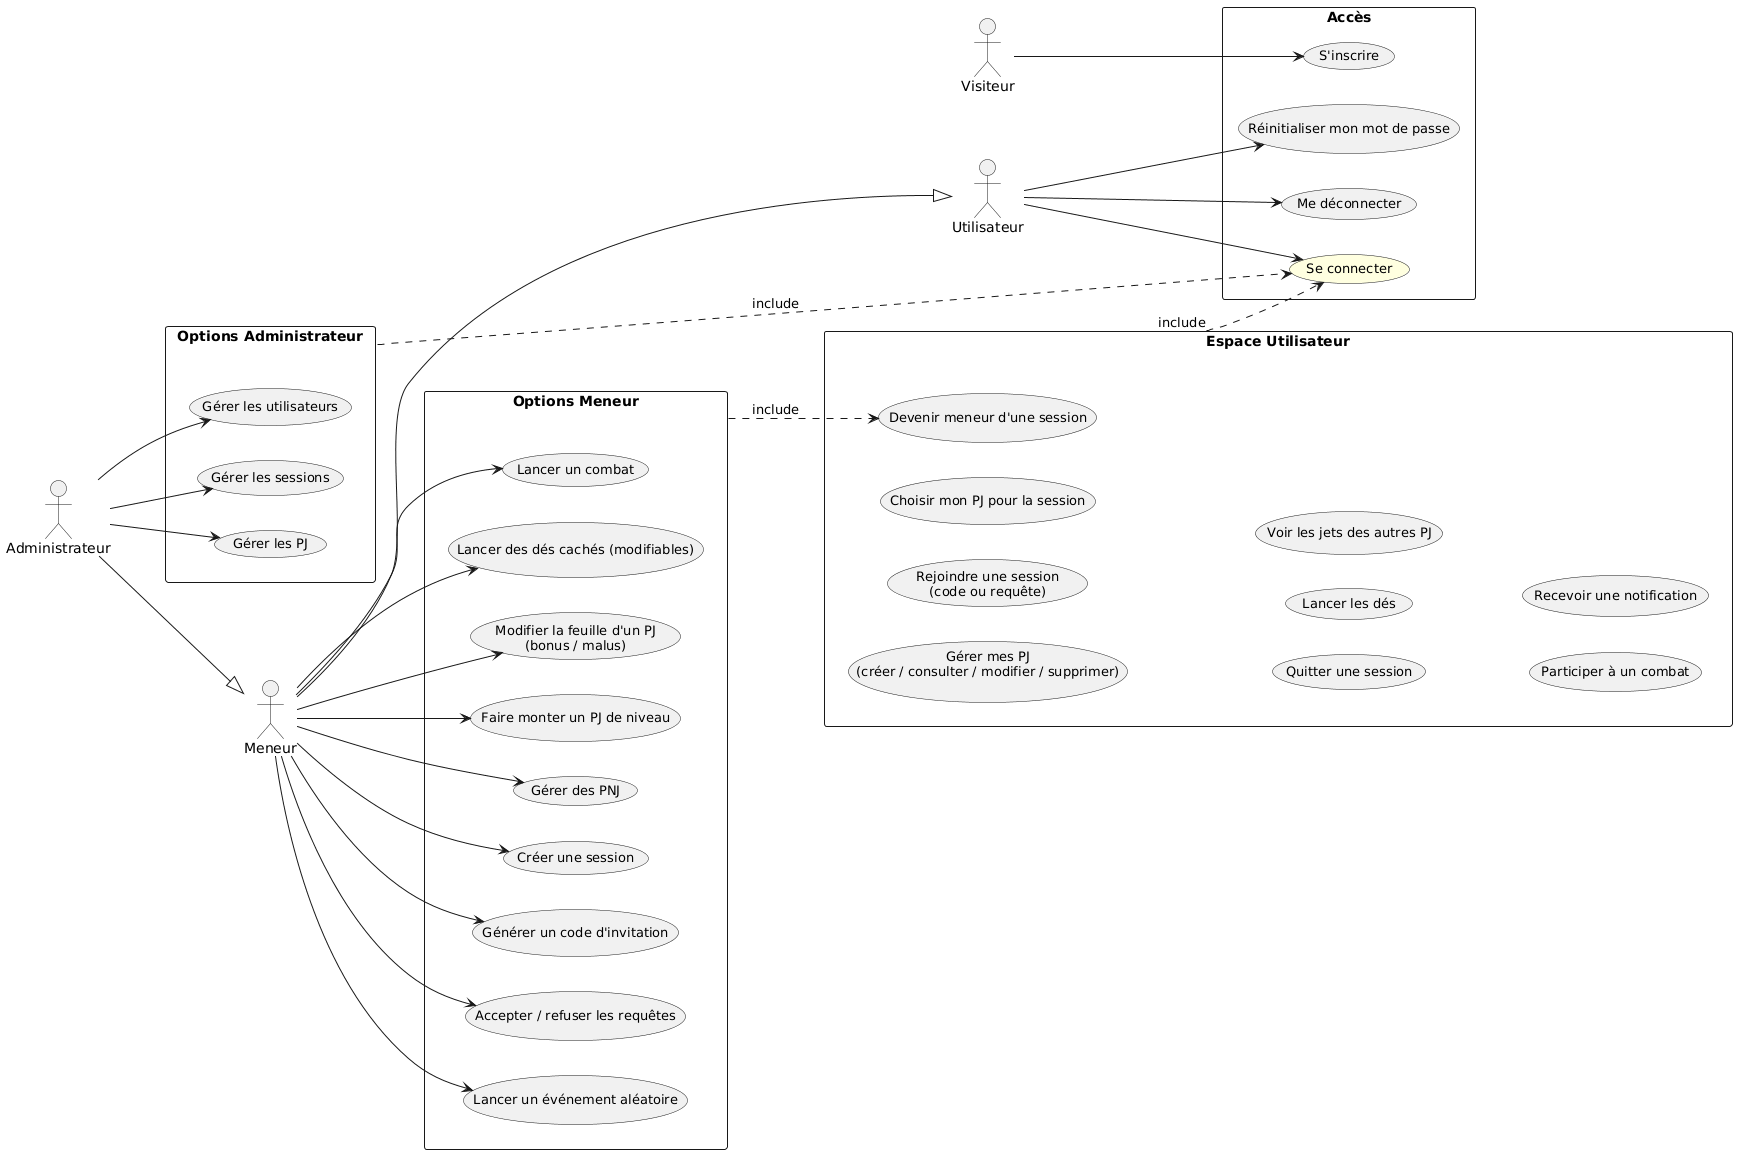 Accès
S'inscrire
Visiteur
Réinitialiser mon mot de passe
Utilisateur
Me déconnecter
Se connecter
include
include
Options Administrateur
Gérer les utilisateurs
Gérer les sessions
Gérer les PJ
Administrateur
Espace Utilisateur
Devenir meneur d'une session
Choisir mon PJ pour la session
Rejoindre une session
(code ou requête)
Gérer mes PJ
(créer / consulter / modifier / supprimer)
Voir les jets des autres PJ
Lancer les dés
Quitter une session
Recevoir une notification
Participer à un combat
Options Meneur
include
Lancer un combat
Lancer des dés cachés (modifiables)
Modifier la feuille d'un PJ
(bonus / malus)
Meneur
Faire monter un PJ de niveau
Gérer des PNJ
Créer une session
Générer un code d'invitation
Accepter / refuser les requêtes
Lancer un événement aléatoire